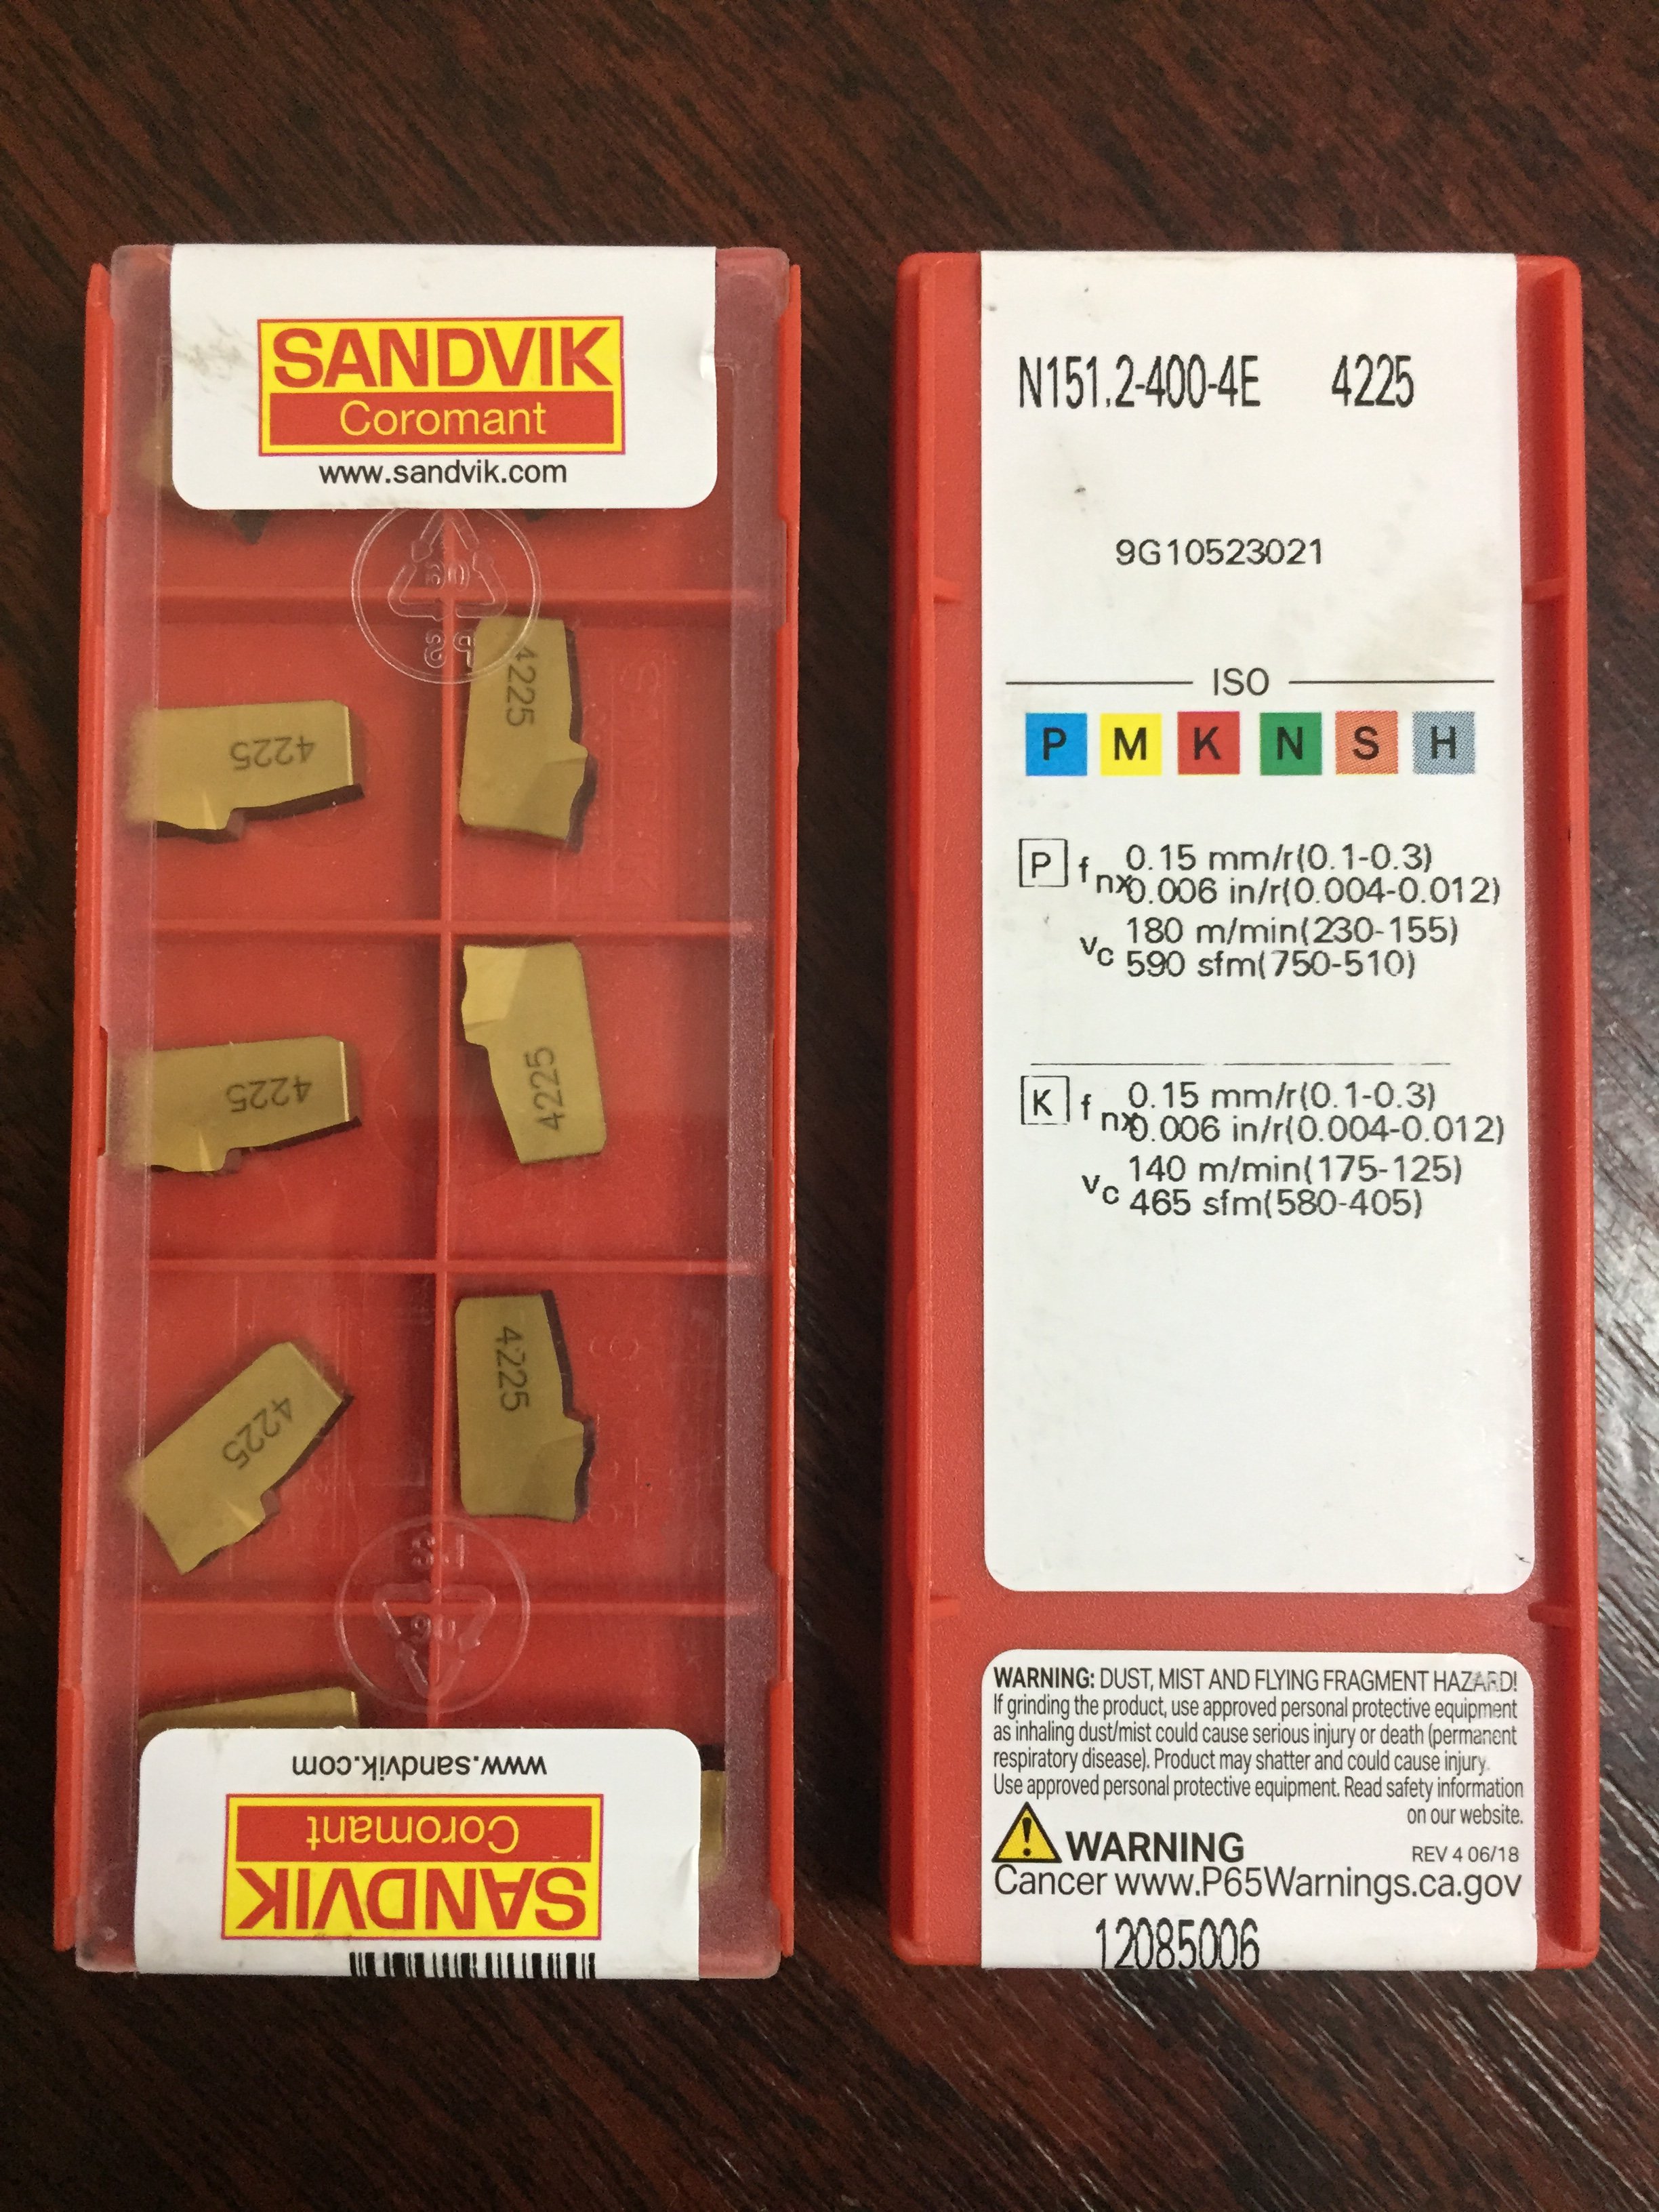 SANDVIK
Coromant
www.sandvik.com
PS
4225
4225
4225
4225
4225
4225
www.sandvik.com
Coromant
SANDVIK
N151.2-400-4E 4225
9G10523021
ISO
P M K N S H
P fnx 0.15 mm/r(0.1-0.3)
0.006 in/r(0.004-0.012)
vc 180 m/min(230-155)
590 sfm(750-510)
K fnx 0.15 mm/r(0.1-0.3)
0.006 in/r(0.004-0.012)
vc 140 m/min(175-125)
465 sfm(580-405)
WARNING: DUST, MIST AND FLYING FRAGMENT HAZARD!
If grinding the product, use approved personal protective equipment
as inhaling dust/mist could cause serious injury or death (permanent
respiratory disease). Product may shatter and could cause injury.
Use approved personal protective equipment. Read safety information
on our website.
WARNING REV 4 06/18
Cancer www.P65Warnings.ca.gov
12085006